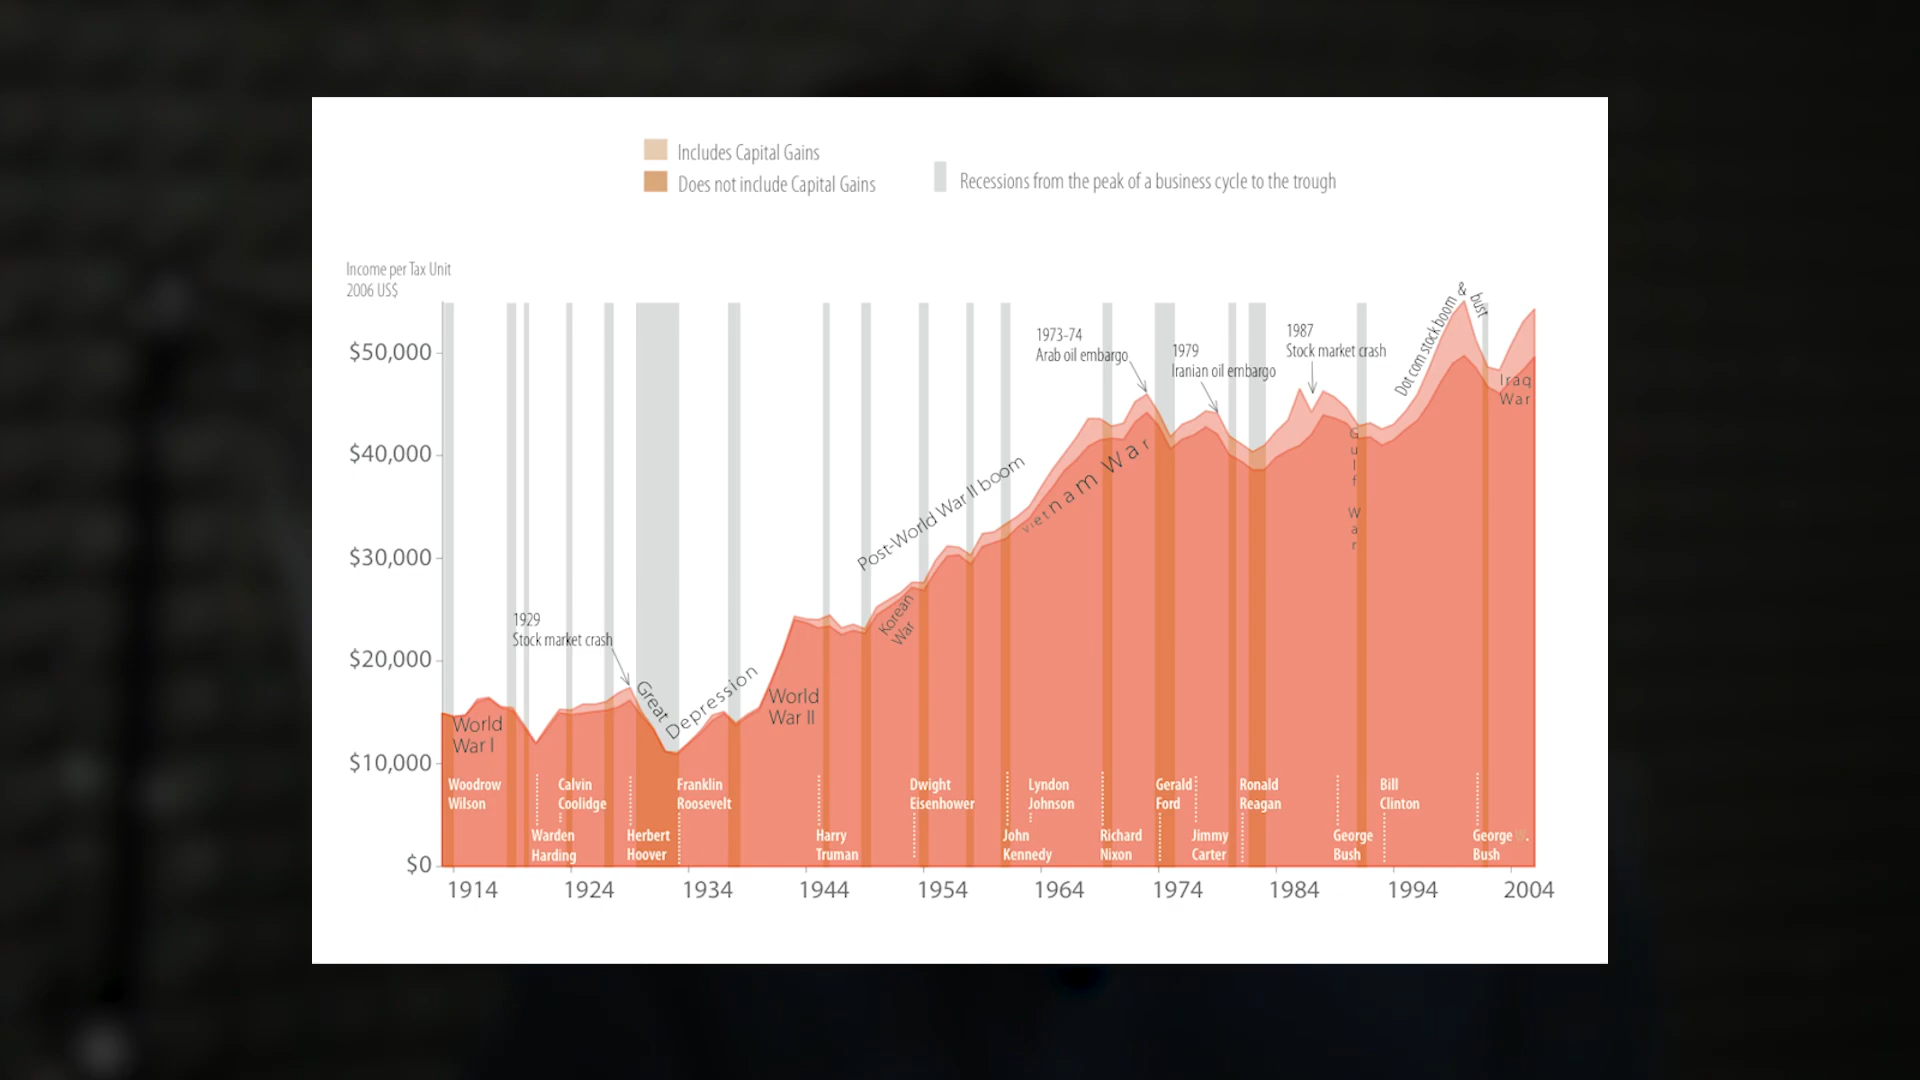 Includes Capital Gains
Does not include Capital Gains
Recessions from the peak of a business cycle to the trough
Income per Tax Unit
2006 US$
$50,000
$40,000
$30,000
$20,000
$10,000
$0
1929
Stock market crash
1973-74
Arab oil embargo
1979
Iranian oil embargo
1987
Stock market crash
Dot com stock boom & bust
World
War I
Great Depression
World
War II
Post-World War II boom
Korean
War
Vietnam War
Gulf War
Iraq
War
Woodrow
Wilson
Warden
Harding
Calvin
Coolidge
Herbert
Hoover
Franklin
Roosevelt
Harry
Truman
Dwight
Eisenhower
John
Kennedy
Lyndon
Johnson
Richard
Nixon
Gerald
Ford
Jimmy
Carter
Ronald
Reagan
George
Bush
Bill
Clinton
George W.
Bush
1914 1924 1934 1944 1954 1964 1974 1984 1994 2004